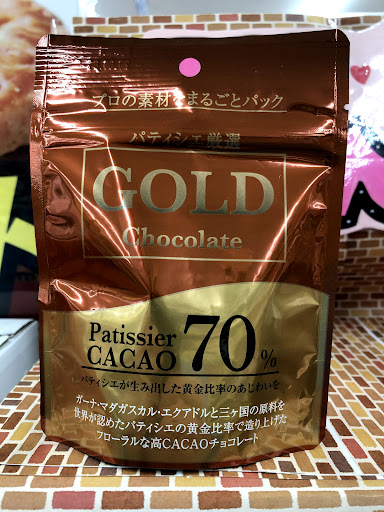 プロの素材をまるごとパック
パティシエ厳選
GOLD
Chocolate
Patissier
CACAO 70%
パティシエが生み出した黄金比率のあじわいを
ガーナ・マダガスカル・エクアドルと三ヶ国の原料を
世界が認めたパティシエの黄金比率で造り上げた
フローラルな高CACAOチョコレート